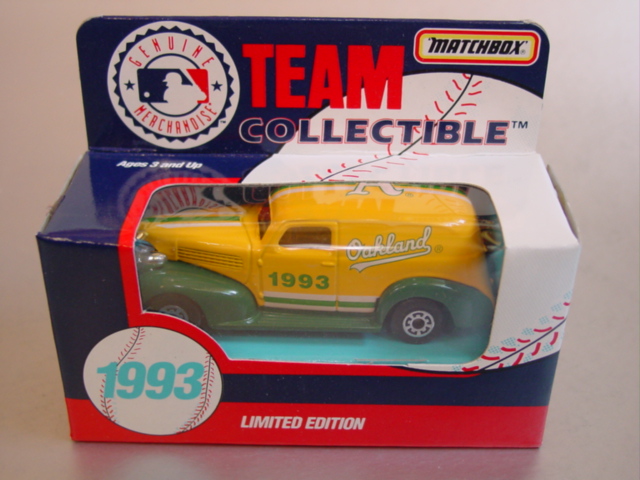 GENUINE
MERCHANDISE
TEAM
COLLECTIBLE™
MATCHBOX®
Ages 3 and Up
A
Oakland®
1993
1993
LIMITED EDITION